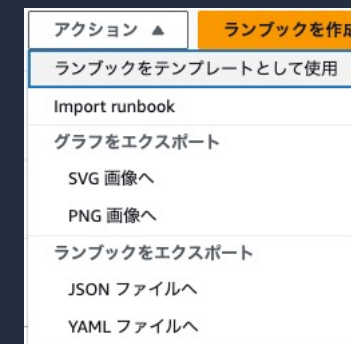 アクション ▲
ランブックを作成
ランブックをテンプレートとして使用
Import runbook
グラフをエクスポート
SVG 画像へ
PNG 画像へ
ランブックをエクスポート
JSON ファイルへ
YAML ファイルへ